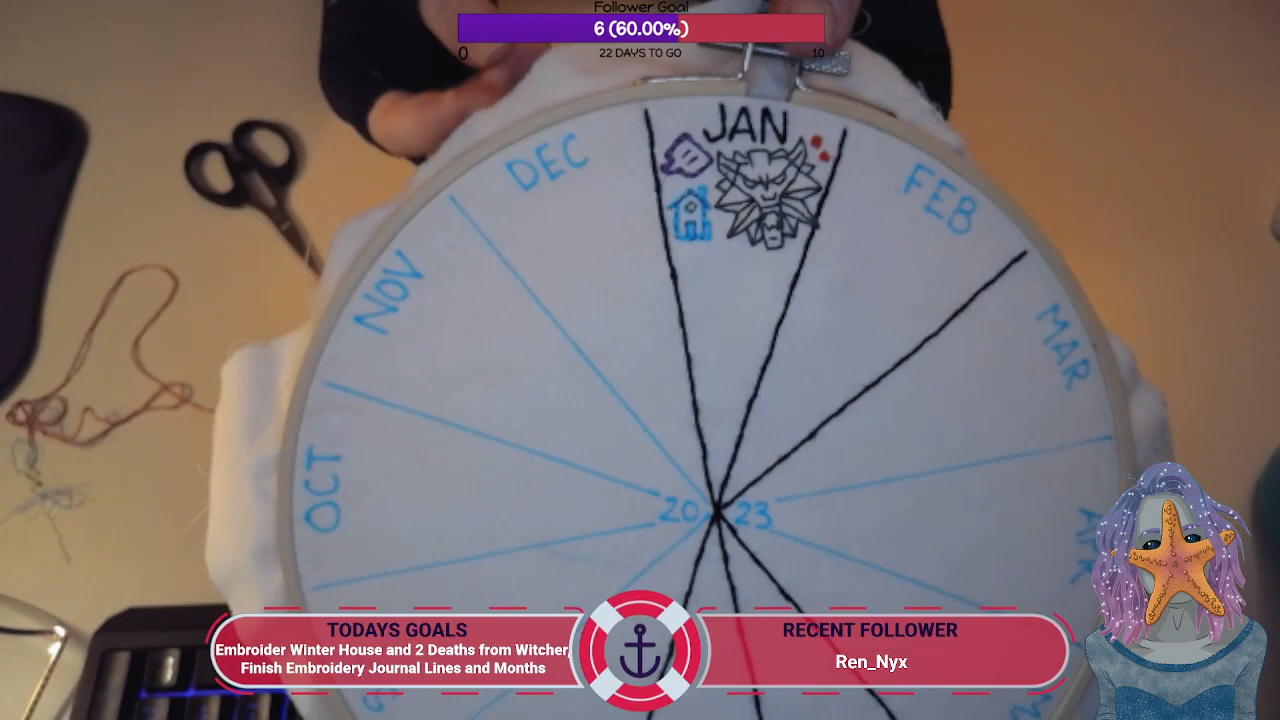 Follower Goal
6 (60.00%)
0
22 DAYS TO GO
10
JAN
DEC
FEB
NOV
MAR
OCT
20 23
TODAYS GOALS
Embroider Winter House and 2 Deaths from Witcher,
Finish Embroidery Journal Lines and Months
RECENT FOLLOWER
Ren_Nyx